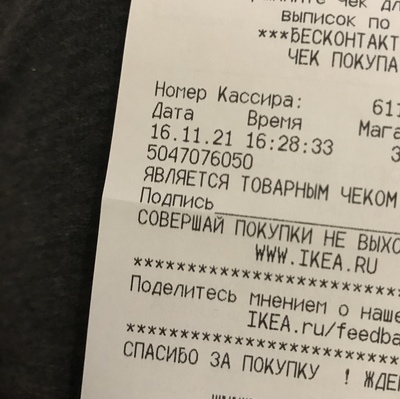 выписок по
***БЕСКОНТАКТ
ЧЕК ПОКУПА
Номер Кассира: 611
Дата Время Мага
16.11.21 16:28:33 3
5047076050
ЯВЛЯЕТСЯ ТОВАРНЫМ ЧЕКОМ
Подпись
СОВЕРШАЙ ПОКУПКИ НЕ ВЫХО
WWW.IKEA.RU
*************************
Поделитесь мнением о наше
IKEA.ru/feedba
*************************
СПАСИБО ЗА ПОКУПКУ ! ЖДЕ